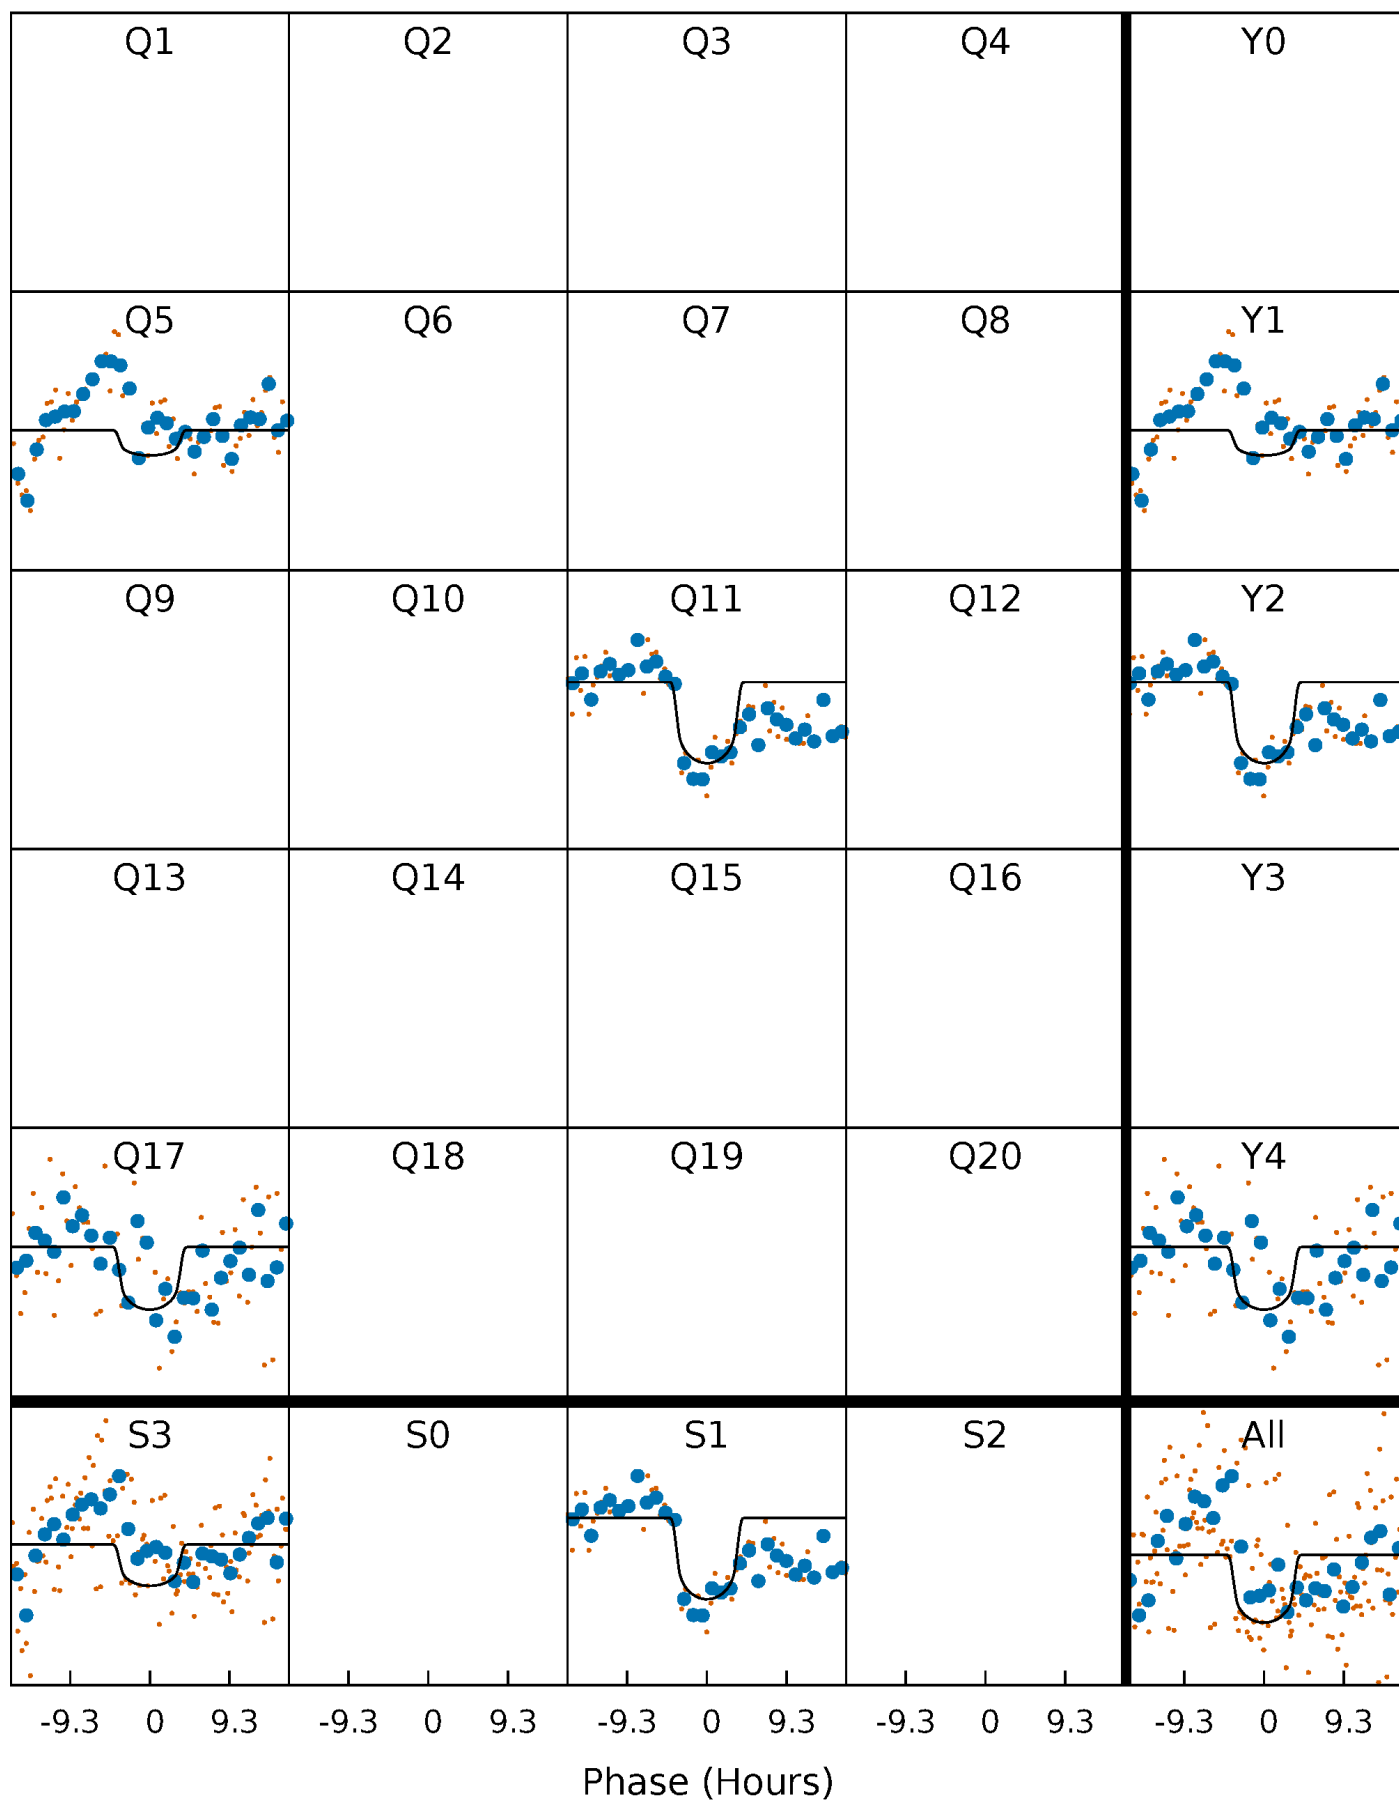 Q1 Q2 Q3 Q4 Y0
Q5 Q6 Q7 Q8 Y1
Q9 Q10 Q11 Q12 Y2
Q13 Q14 Q15 Q16 Y3
Q17 Q18 Q19 Q20 Y4
S3 S0 S1 S2 All
-9.3 0 9.3 -9.3 0 9.3 -9.3 0 9.3 -9.3 0 9.3 -9.3 0 9.3
Phase (Hours)